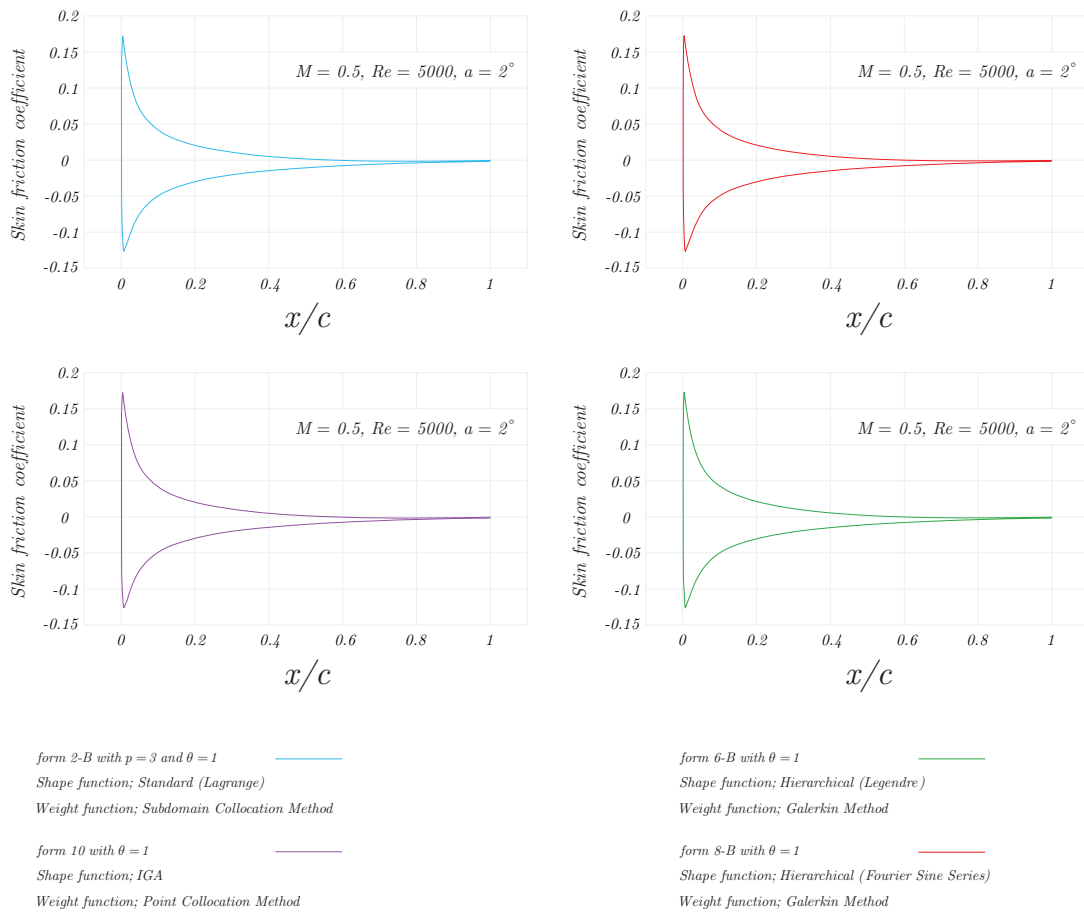 0.2
0.15
0.1
0.05
0
-0.05
-0.1
-0.15
Skin friction coefficient
M = 0.5, Re = 5000, a = 2°
0 0.2 0.4 0.6 0.8 1
x/c
0.2
0.15
0.1
0.05
0
-0.05
-0.1
-0.15
Skin friction coefficient
M = 0.5, Re = 5000, a = 2°
0 0.2 0.4 0.6 0.8 1
x/c
0.2
0.15
0.1
0.05
0
-0.05
-0.1
-0.15
Skin friction coefficient
M = 0.5, Re = 5000, a = 2°
0 0.2 0.4 0.6 0.8 1
x/c
0.2
0.15
0.1
0.05
0
-0.05
-0.1
-0.15
Skin friction coefficient
M = 0.5, Re = 5000, a = 2°
0 0.2 0.4 0.6 0.8 1
x/c
form 2-B with p = 3 and θ = 1
Shape function; Standard (Lagrange)
Weight function; Subdomain Collocation Method
form 10 with θ = 1
Shape function; IGA
Weight function; Point Collocation Method
form 6-B with θ = 1
Shape function; Hierarchical (Legendre)
Weight function; Galerkin Method
form 8-B with θ = 1
Shape function; Hierarchical (Fourier Sine Series)
Weight function; Galerkin Method